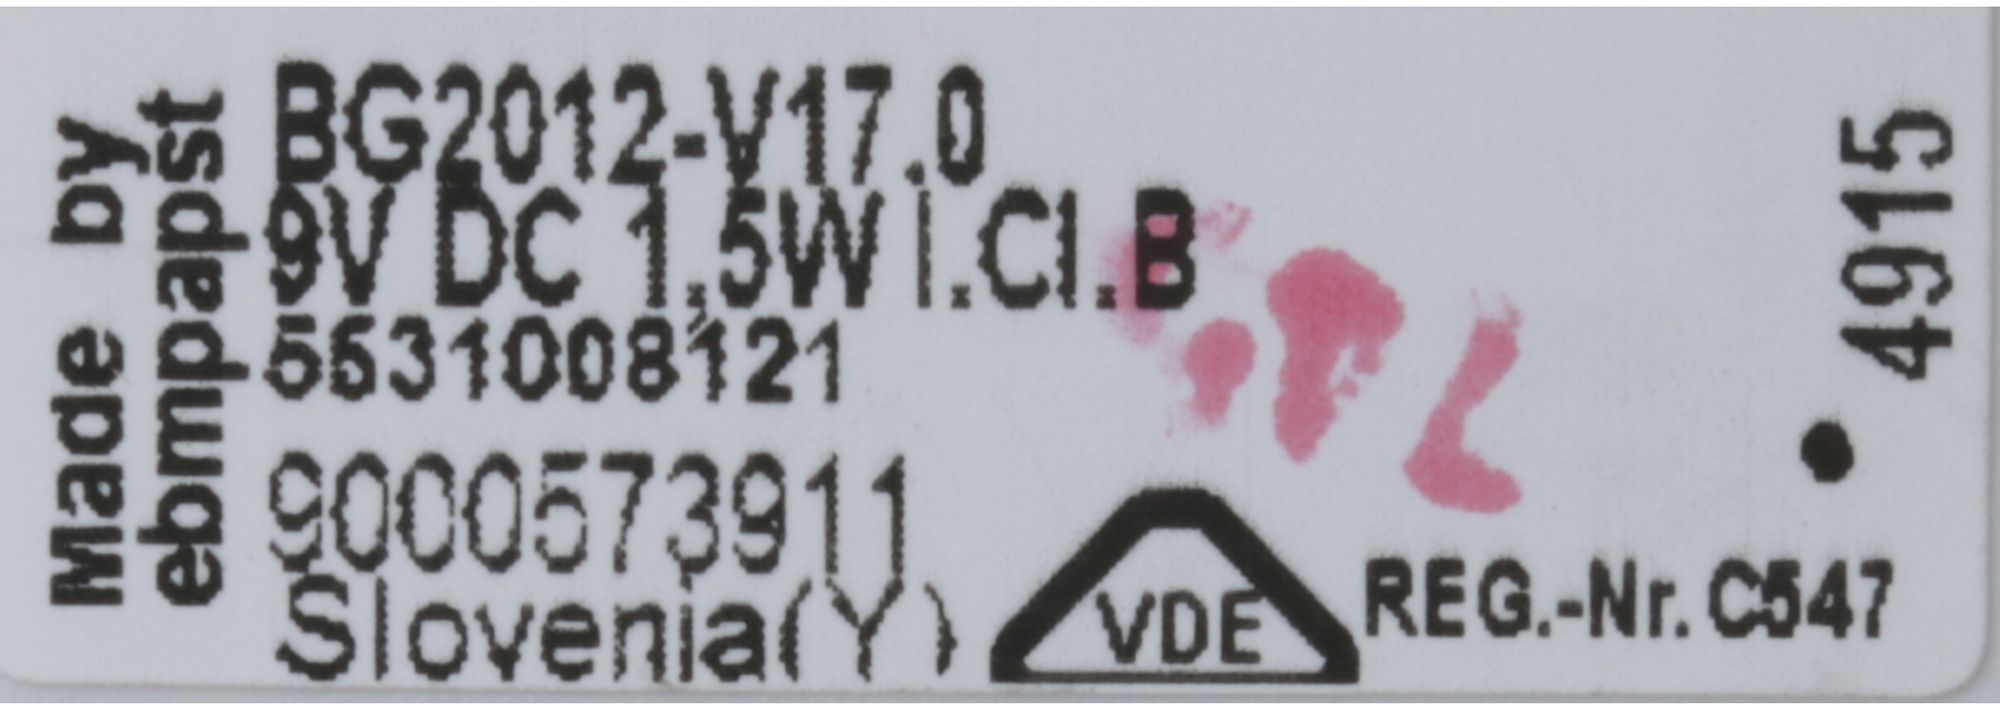 Made by
ebmpapst
BG2012-V17.0
9V DC 1,5W I.Cl.B
5531008121
9000573911
Slovenia(Y)
VDE
REG.-Nr. C547
4915